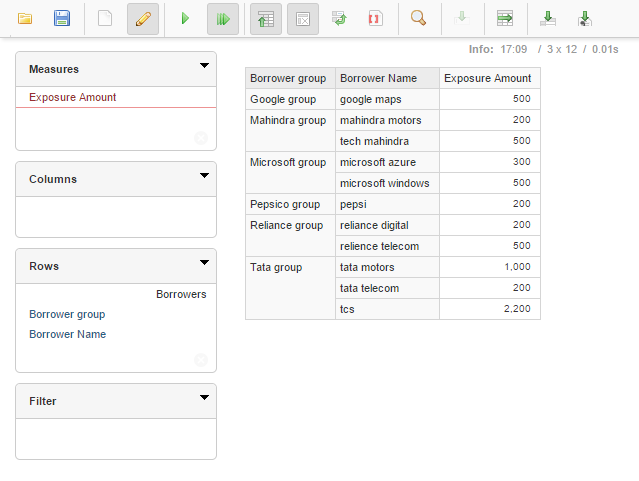 Info: 17:09 / 3 x 12 / 0.01s
Measures
Exposure Amount
Columns
Rows
Borrowers
Borrower group
Borrower Name
Filter
Borrower group Borrower Name Exposure Amount
Google group google maps 500
Mahindra group mahindra motors 200
tech mahindra 500
Microsoft group microsoft azure 300
microsoft windows 500
Pepsico group pepsi 200
Reliance group reliance digital 200
relience telecom 500
Tata group tata motors 1,000
tata telecom 200
tcs 2,200